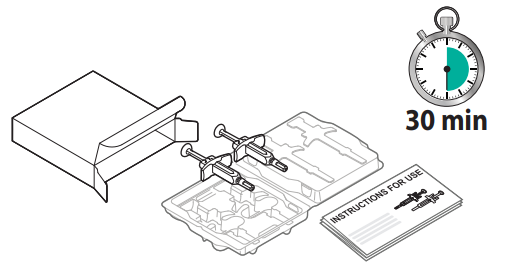 30 min
INSTRUCTIONS FOR USE